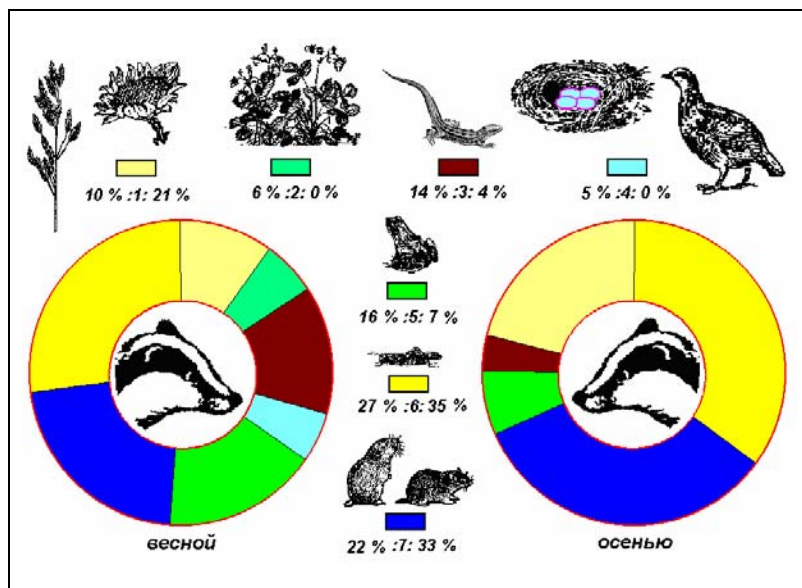 10 % :1: 21 %
6 % :2: 0 %
14 % :3: 4 %
5 % :4: 0 %
16 % :5: 7 %
27 % :6: 35 %
22 % :7: 33 %
весной
осенью